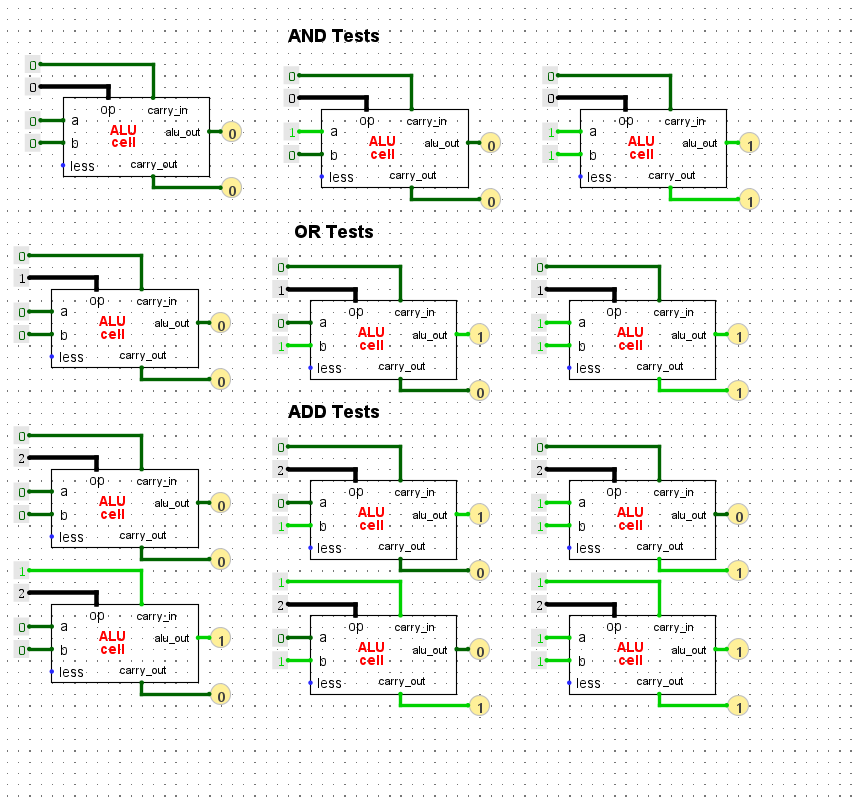 AND Tests
0 0 0
0 0 0
op carry_in op carry_in op carry_in
0 a ALU cell alu_out 0 1 a ALU cell alu_out 0 1 a ALU cell alu_out 1
0 b 0 b 1 b
less carry_out 0 less carry_out 0 less carry_out 1
OR Tests
0 0 0
1 1 1
op carry_in op carry_in op carry_in
0 a ALU cell alu_out 0 0 a ALU cell alu_out 1 1 a ALU cell alu_out 1
0 b 1 b 1 b
less carry_out 0 less carry_out 0 less carry_out 1
ADD Tests
0 0 0
2 2 2
op carry_in op carry_in op carry_in
0 a ALU cell alu_out 0 0 a ALU cell alu_out 1 1 a ALU cell alu_out 0
0 b 1 b 1 b
less carry_out 0 less carry_out 0 less carry_out 1
1 1 1
2 2 2
op carry_in op carry_in op carry_in
0 a ALU cell alu_out 1 0 a ALU cell alu_out 0 1 a ALU cell alu_out 1
0 b 1 b 1 b
less carry_out 0 less carry_out 1 less carry_out 1